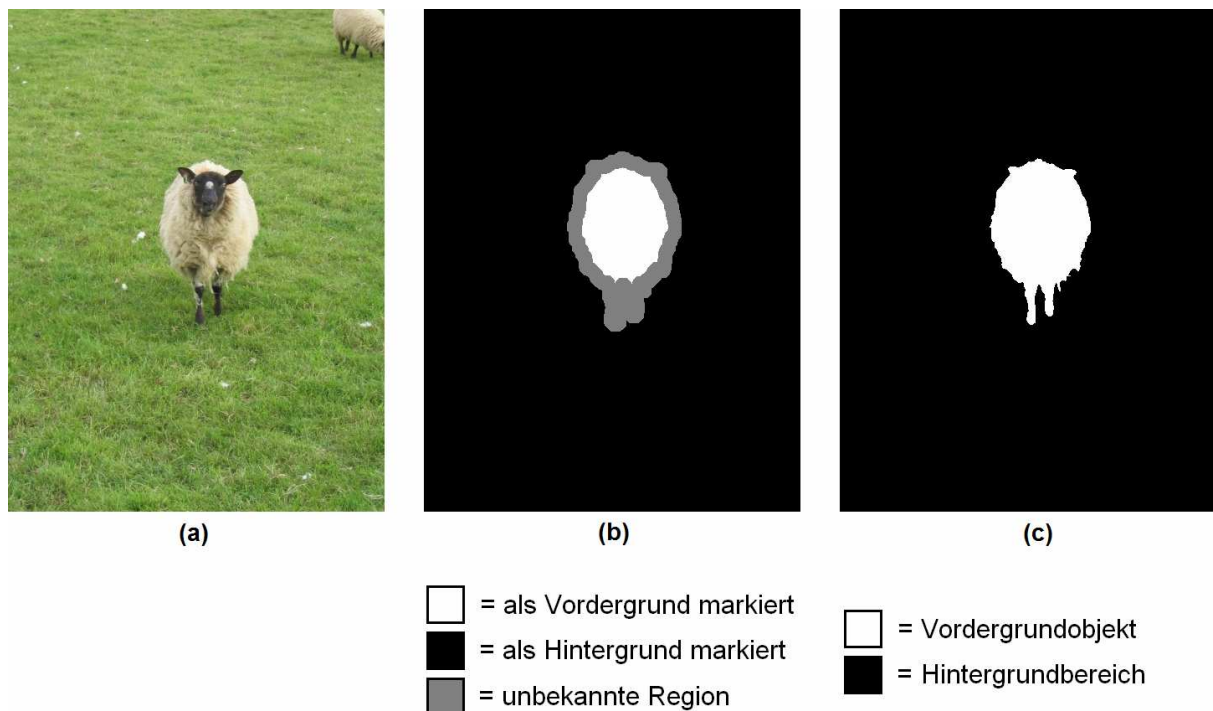 (a)
(b)
(c)
= als Vordergrund markiert
= als Hintergrund markiert
= unbekannte Region
= Vordergrundobjekt
= Hintergrundbereich